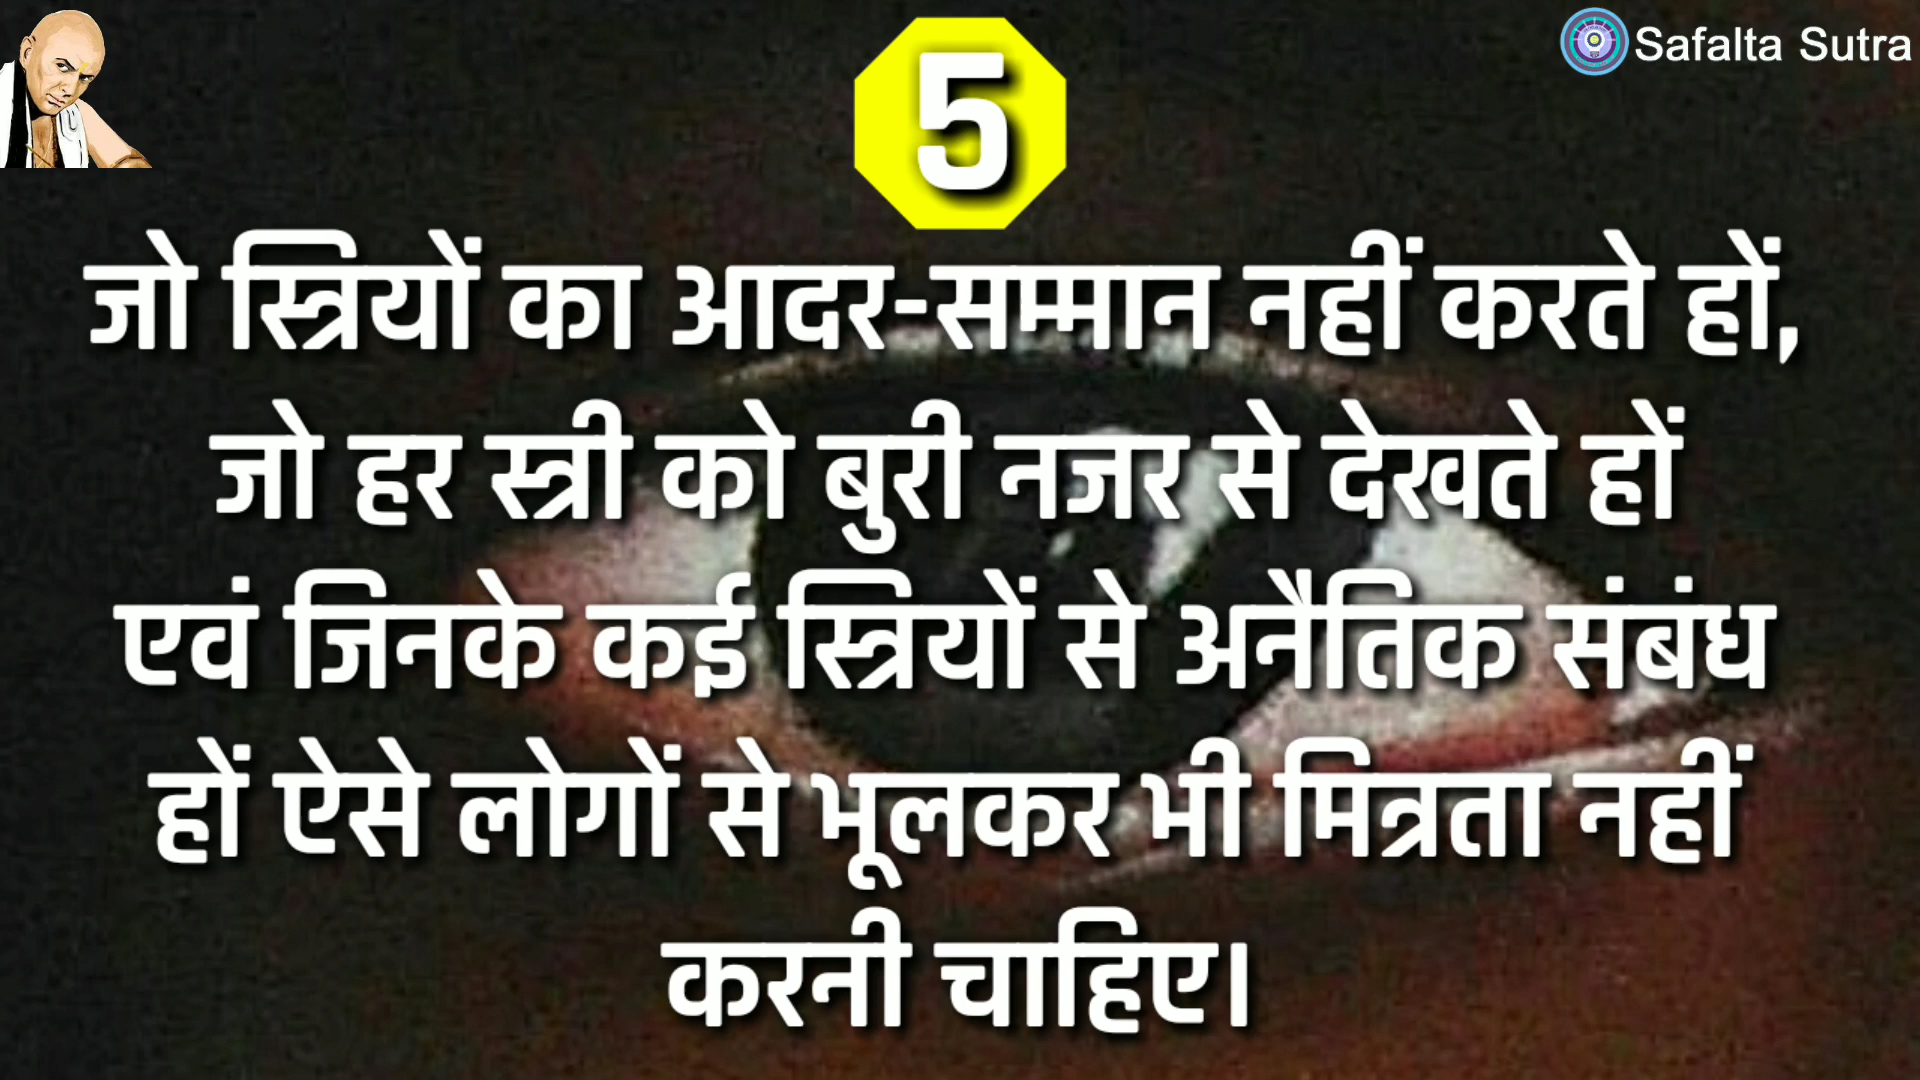 5
Safalta Sutra
जो स्त्रियों का आदर-सम्मान नहीं करते हों,
जो हर स्त्री को बुरी नजर से देखते हों
एवं जिनके कई स्त्रियों से अनैतिक संबंध
हों ऐसे लोगों से भूलकर भी मित्रता नहीं
करनी चाहिए।